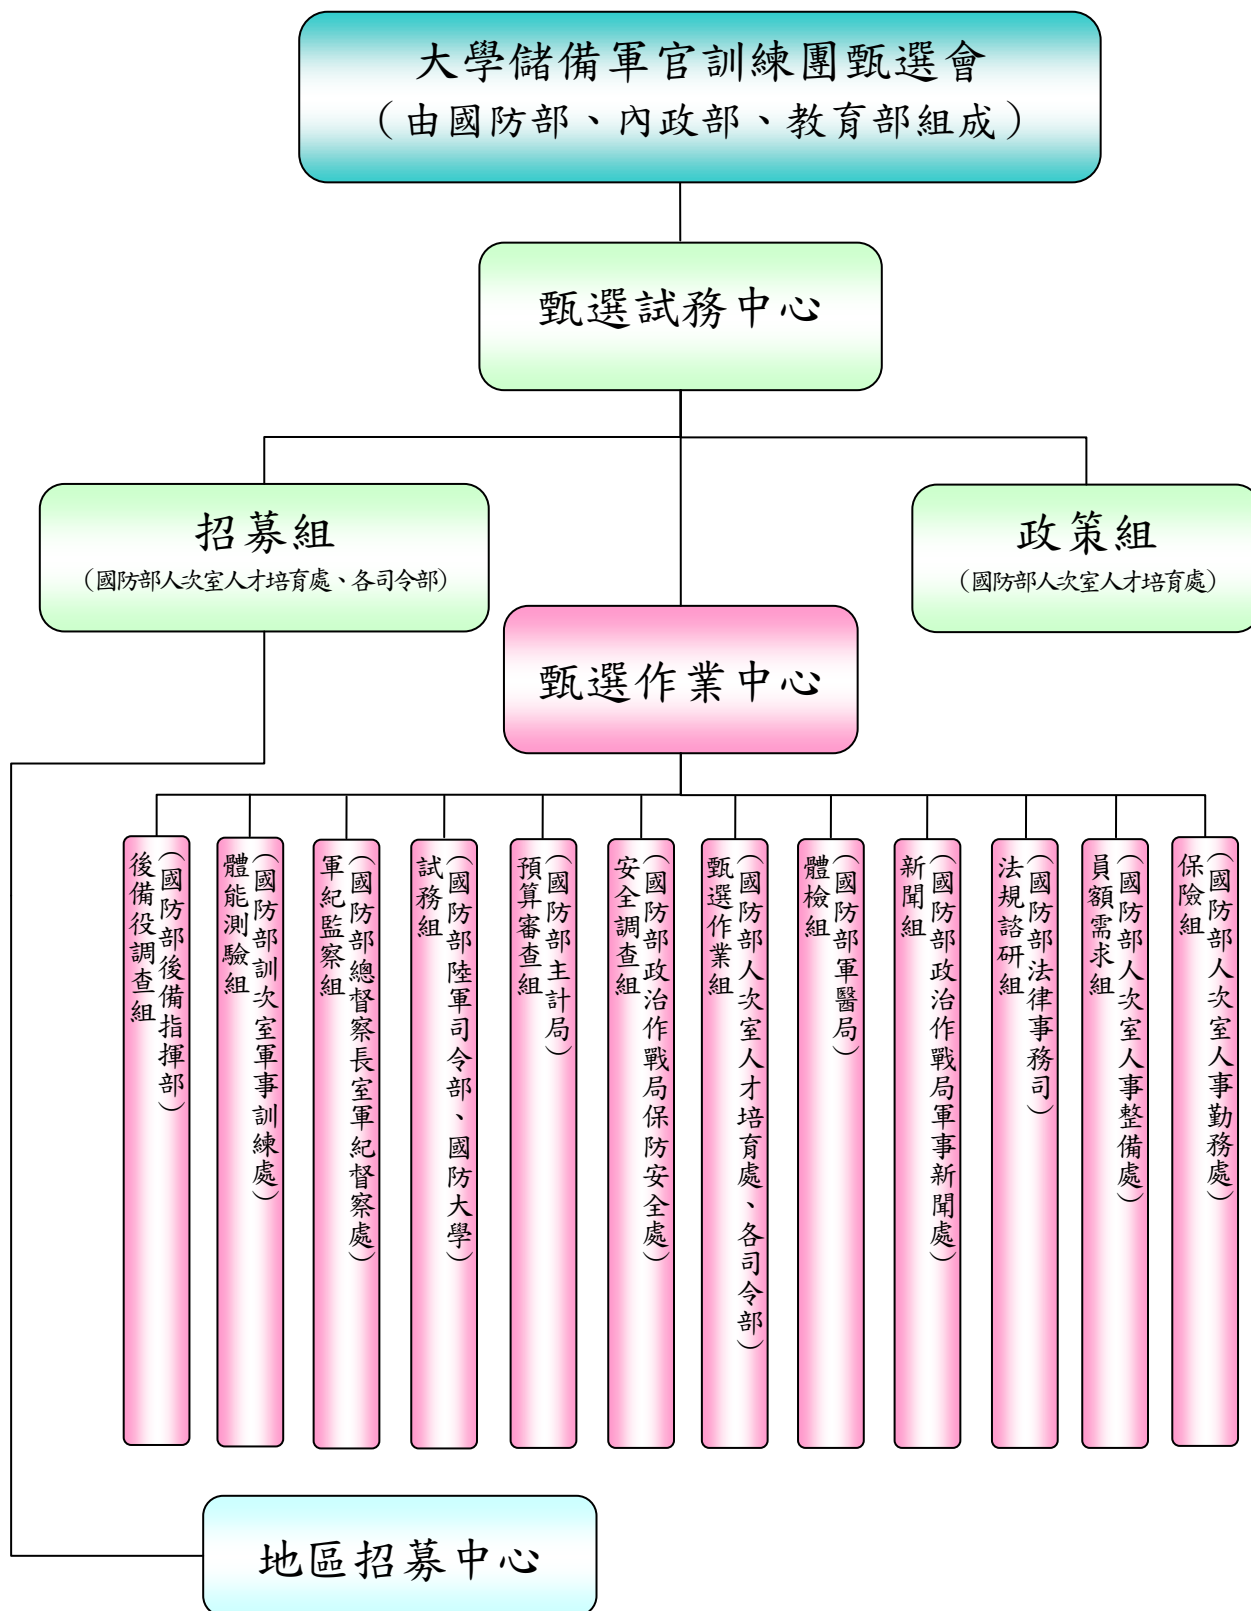 大學儲備軍官訓練團甄選會
（由國防部、內政部、教育部組成）
甄選試務中心
招募組
（國防部人次室人才培育處、各司令部）
政策組
（國防部人次室人才培育處）
甄選作業中心
後備役調查組
（國防部後備指揮部）
體能測驗組
（國防部訓次室軍事訓練處）
軍紀監察組
（國防部總督察長室軍紀督察處）
試務組
（國防部陸軍司令部、國防大學）
預算審查組
（國防部主計局）
安全調查組
（國防部政治作戰局保防安全處）
甄選作業組
（國防部人次室人才培育處、各司令部）
體檢組
（國防部軍醫局）
新聞組
（國防部政治作戰局軍事新聞處）
法規諮研組
（國防部法律事務司）
員額需求組
（國防部人次室人事整備處）
保險組
（國防部人次室人事勤務處）
地區招募中心